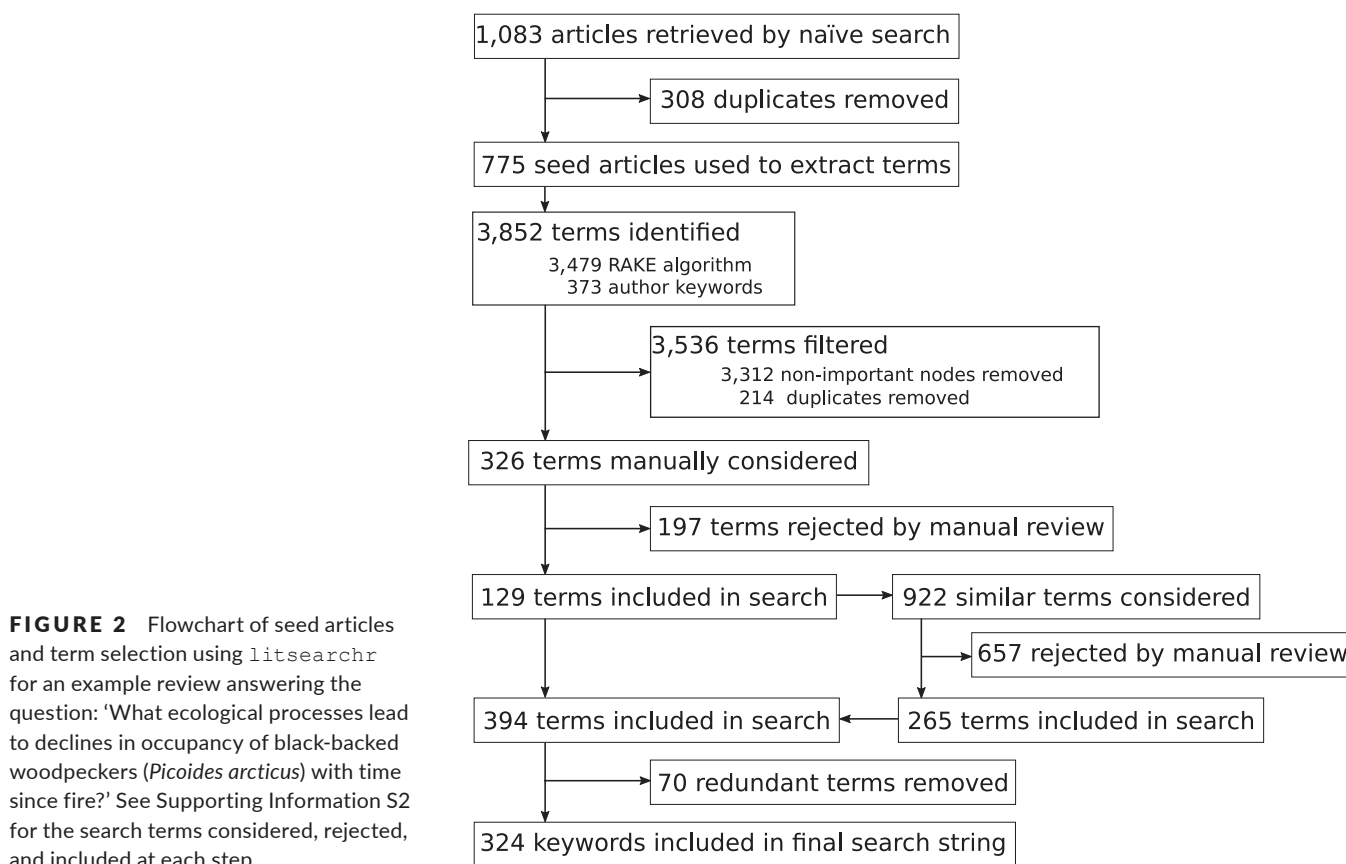 1,083 articles retrieved by naïve search
308 duplicates removed
775 seed articles used to extract terms
3,852 terms identified
3,479 RAKE algorithm
373 author keywords
3,536 terms filtered
3,312 non-important nodes removed
214 duplicates removed
326 terms manually considered
197 terms rejected by manual review
129 terms included in search
922 similar terms considered
657 rejected by manual review
394 terms included in search
265 terms included in search
70 redundant terms removed
324 keywords included in final search string
FIGURE 2 Flowchart of seed articles
and term selection using litsearchr
for an example review answering the
question: ‘What ecological processes lead
to declines in occupancy of black-backed
woodpeckers (Picoides arcticus) with time
since fire?’ See Supporting Information S2
for the search terms considered, rejected,
and included at each step